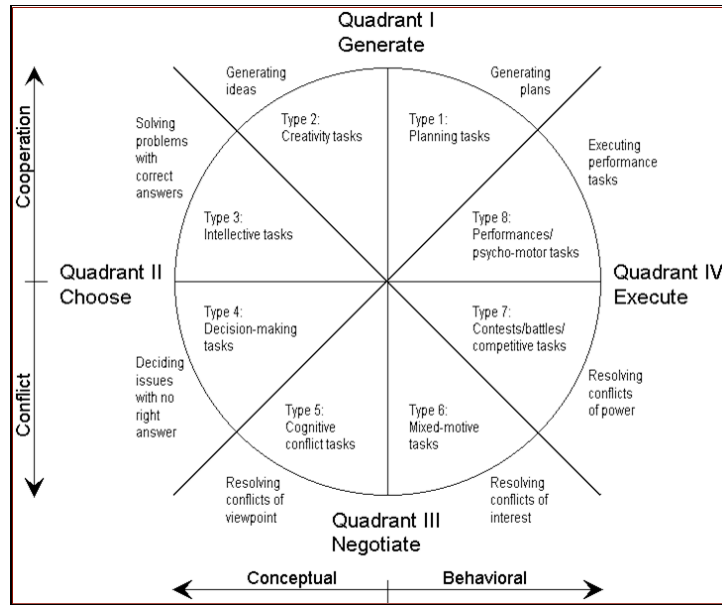 Quadrant I
Generate
Generating
ideas
Generating
plans
Solving
problems
with
correct
answers
Type 2:
Creativity tasks
Type 1:
Planning tasks
Executing
performance
tasks
Cooperation
Type 3:
Intellective tasks
Type 8:
Performances/
psycho-motor tasks
Quadrant II
Choose
Quadrant IV
Execute
Type 4:
Decision-making
tasks
Type 7:
Contests/battles/
competitive tasks
Conflict
Deciding
issues
with no
right
answer
Type 5:
Cognitive
conflict tasks
Type 6:
Mixed-motive
tasks
Resolving
conflicts
of power
Resolving
conflicts of
viewpoint
Resolving
conflicts of
interest
Quadrant III
Negotiate
Conceptual
Behavioral